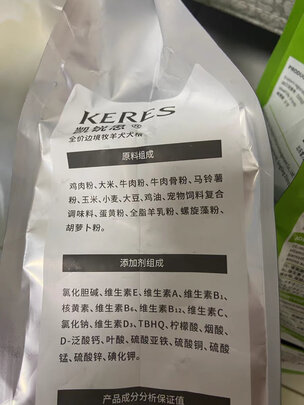 KERES
凯锐思®
全价边境牧羊犬犬粮
原料组成
鸡肉粉、大米、牛肉粉、牛肉骨粉、马铃薯
粉、玉米、小麦、大豆、鸡油、宠物饲料复合
调味料、蛋黄粉、全脂羊乳粉、螺旋藻粉、
胡萝卜粉。
添加剂组成
氯化胆碱、维生素E、维生素A、维生素B₁、
核黄素、维生素B₆、维生素B₁₂、维生素C、
氯化钠、维生素D₃、TBHQ、柠檬酸、烟酸、
D-泛酸钙、叶酸、硫酸亚铁、硫酸铜、硫酸
锰、硫酸锌、碘化钾。
产品成分分析保证值